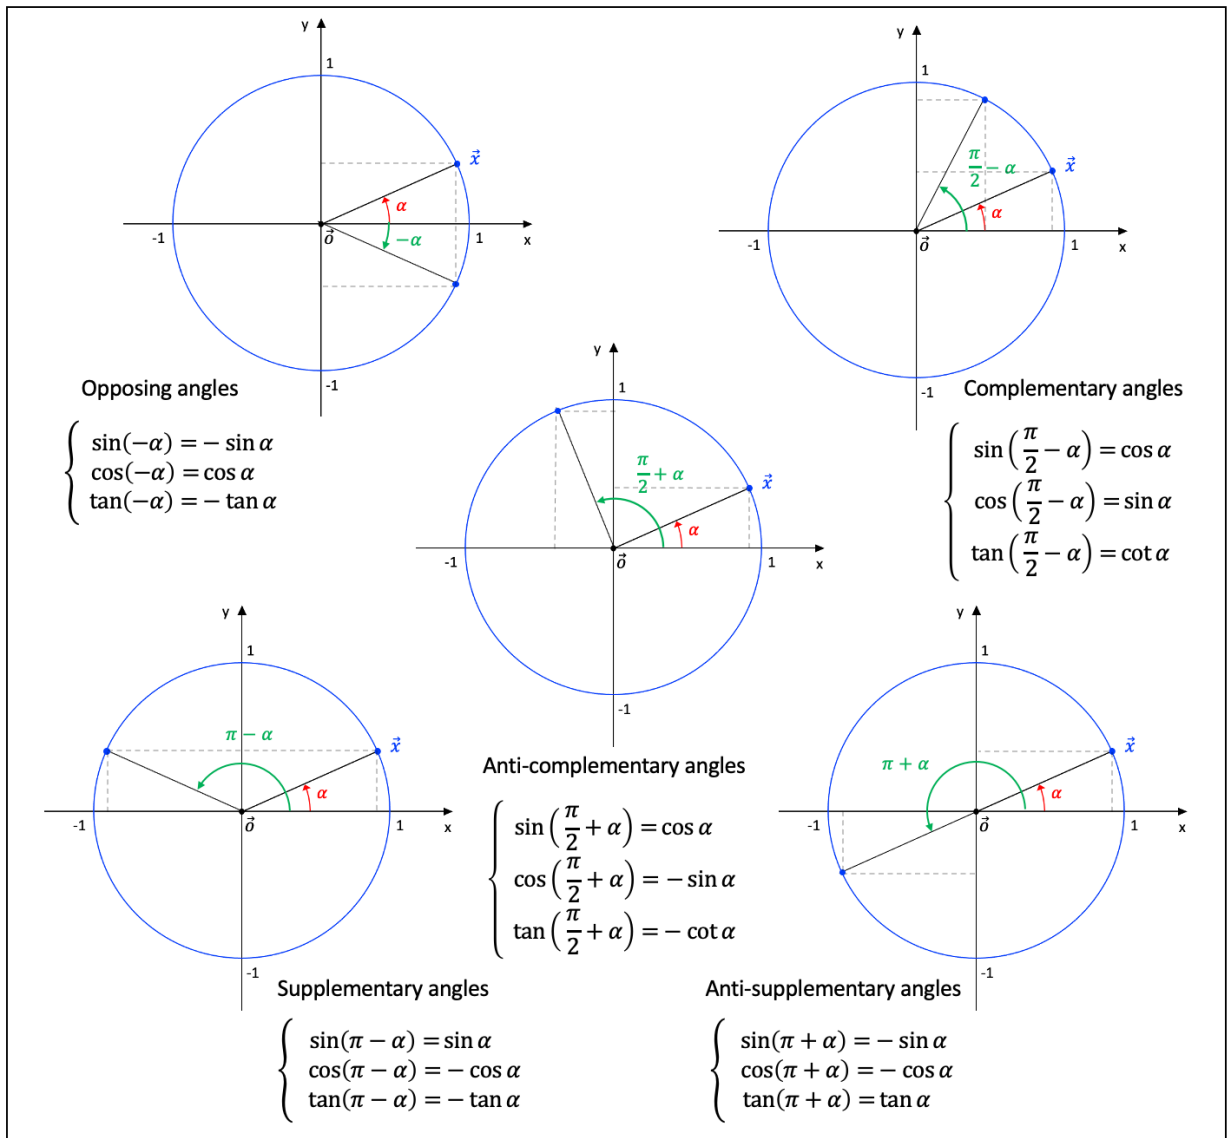 y
1
x⃗
α
-1
o⃗
−α
1
x
-1
Opposing angles
sin(−α) = − sin α
cos(−α) = cos α
tan(−α) = − tan α
y
1
π/2 − α
x⃗
α
-1
o⃗
1
x
-1
Complementary angles
sin(π/2 − α) = cos α
cos(π/2 − α) = sin α
tan(π/2 − α) = cot α
y
1
π/2 + α
x⃗
α
-1
o⃗
1
x
-1
Anti-complementary angles
sin(π/2 + α) = cos α
cos(π/2 + α) = − sin α
tan(π/2 + α) = − cot α
y
1
π − α
x⃗
α
-1
o⃗
1
x
-1
Supplementary angles
sin(π − α) = sin α
cos(π − α) = − cos α
tan(π − α) = − tan α
y
1
x⃗
π + α
α
-1
o⃗
1
x
-1
Anti-supplementary angles
sin(π + α) = − sin α
cos(π + α) = − cos α
tan(π + α) = tan α